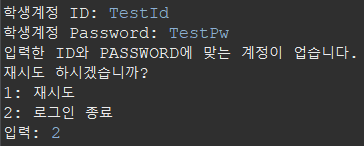 학생계정 ID: TestId
학생계정 Password: TestPw
입력한 ID와 PASSWORD에 맞는 계정이 업습니다.
재시도 하시겠습니까?
1: 재시도
2: 로그인 종료
입력: 2